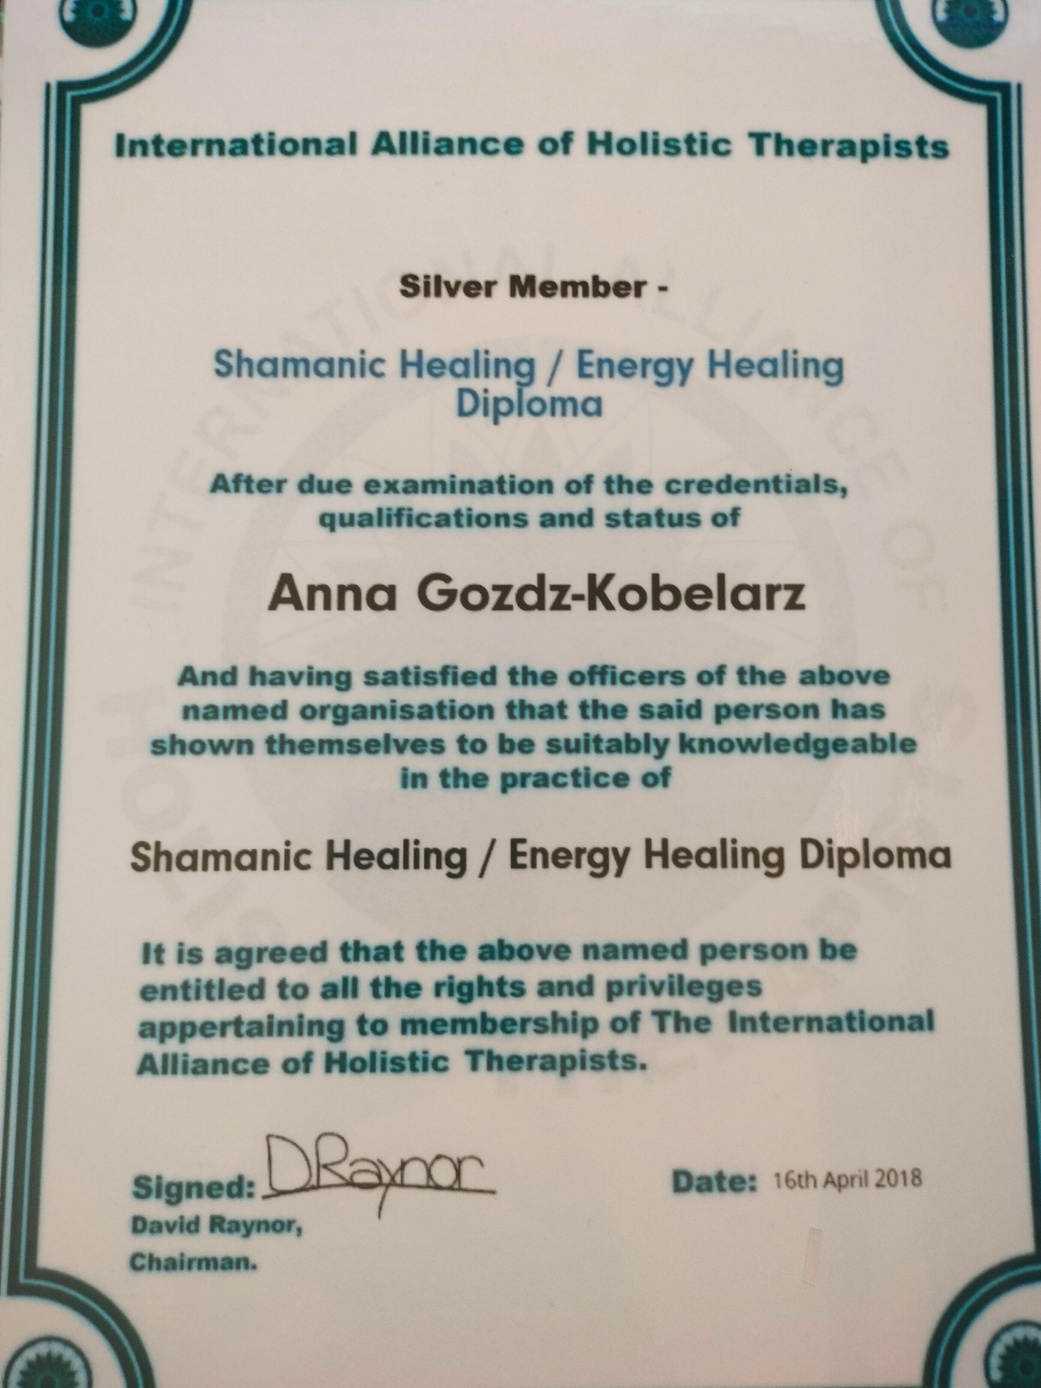 International Alliance of Holistic Therapists
Silver Member -
Shamanic Healing / Energy Healing
Diploma
After due examination of the credentials,
qualifications and status of
Anna Gozdz-Kobelarz
And having satisfied the officers of the above
named organisation that the said person has
shown themselves to be suitably knowledgeable
in the practice of
Shamanic Healing / Energy Healing Diploma
It is agreed that the above named person be
entitled to all the rights and privileges
appertaining to membership of The International
Alliance of Holistic Therapists.
Signed: D.Raynor
Date: 16th April 2018
David Raynor,
Chairman.
INTERNATIONAL ALLIANCE OF